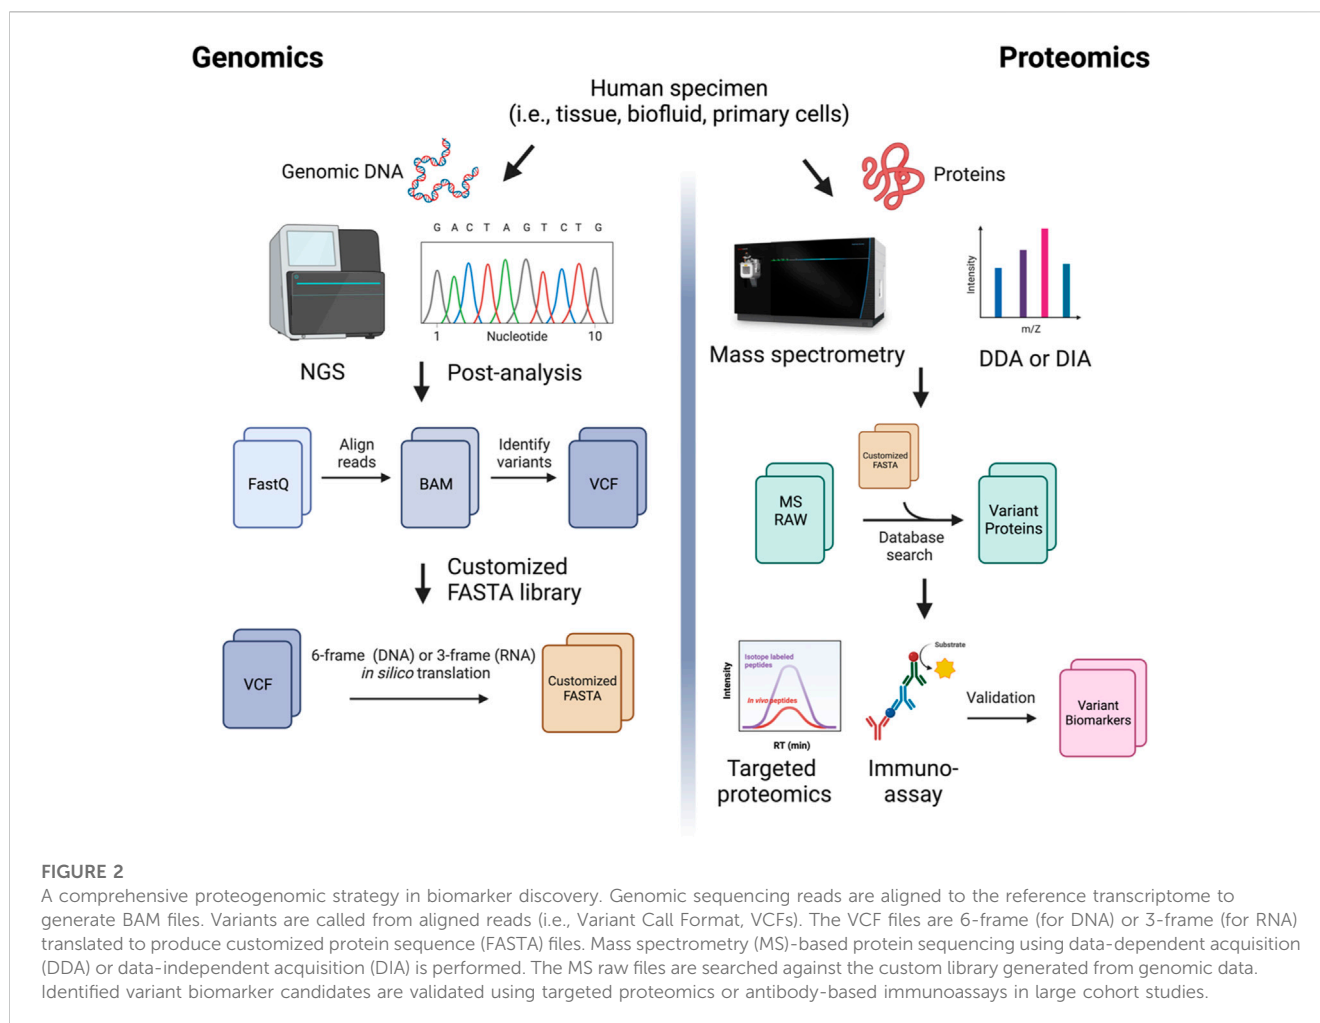 Genomics
Proteomics
Human specimen
(i.e., tissue, biofluid, primary cells)
Genomic DNA
Proteins
G A C T A G T C T G
1 Nucleotide 10
NGS
Post-analysis
Intensity
m/Z
Mass spectrometry
DDA or DIA
FastQ
Align
reads
BAM
Identify
variants
VCF
Customized
FASTA library
VCF
6-frame (DNA) or 3-frame (RNA)
in silico translation
Customized
FASTA
MS
RAW
Customized
FASTA
Database
search
Variant
Proteins
Intensity
Isotope labeled
peptides
In vivo peptides
RT (min)
Targeted
proteomics
Substrate
Immuno-
assay
Validation
Variant
Biomarkers
FIGURE 2
A comprehensive proteogenomic strategy in biomarker discovery. Genomic sequencing reads are aligned to the reference transcriptome to
generate BAM files. Variants are called from aligned reads (i.e., Variant Call Format, VCFs). The VCF files are 6-frame (for DNA) or 3-frame (for RNA)
translated to produce customized protein sequence (FASTA) files. Mass spectrometry (MS)-based protein sequencing using data-dependent acquisition
(DDA) or data-independent acquisition (DIA) is performed. The MS raw files are searched against the custom library generated from genomic data.
Identified variant biomarker candidates are validated using targeted proteomics or antibody-based immunoassays in large cohort studies.